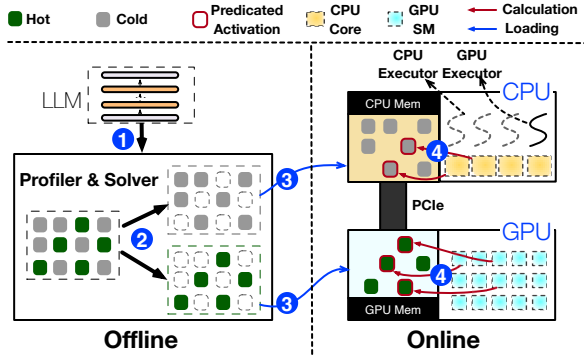 Hot
Cold
Predicated
Activation
CPU
Core
GPU
SM
Calculation
Loading
LLM
1
Profiler & Solver
2
3
3
Offline
CPU
Executor
GPU
Executor
CPU
CPU Mem
4
PCIe
GPU
4
GPU Mem
Online